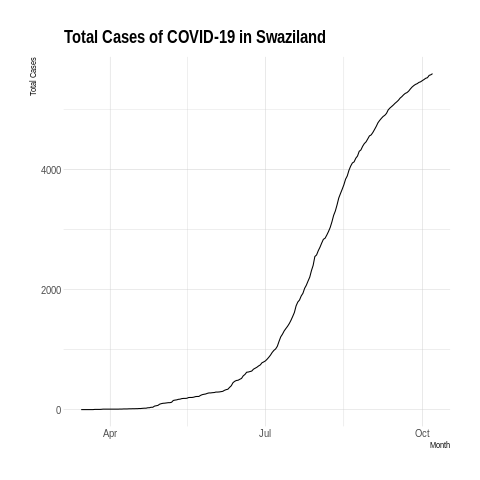 Total Cases of COVID-19 in Swaziland
Total Cases
4000
2000
0
Apr
Jul
Oct
Month